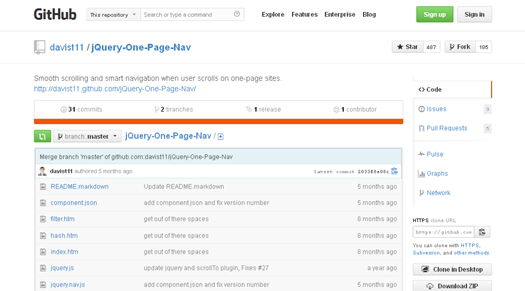 GitHub
This repository
Search or type a command
Explore Features Enterprise Blog
Sign up
Sign in
davist11 / jQuery-One-Page-Nav
Star 487
Fork 185
Smooth scrolling and smart navigation when user scrolls on one-page sites.
http://davist11.github.com/jQuery-One-Page-Nav/
31 commits
2 branches
1 release
1 contributor
branch: master
jQuery-One-Page-Nav /
Merge branch 'master' of github.com:davist11/jQuery-One-Page-Nav
davist11 authored 5 months ago
latest commit
README.markdown Update README.markdown 5 months ago
component.json add component.json and fix version number 5 months ago
filter.htm get out of there spaces 8 months ago
hash.htm get out of there spaces 8 months ago
index.htm get out of there spaces 8 months ago
jquery.js update jquery and scrollTo plugin, Fixes #27 a year ago
jquery.nav.js add component.json and fix version number 5 months ago
Code
Issues 9
Pull Requests 5
Pulse
Graphs
Network
HTTPS clone URL
https://github.com
You can clone with HTTPS,
Subversion, and other methods.
Clone in Desktop
Download ZIP